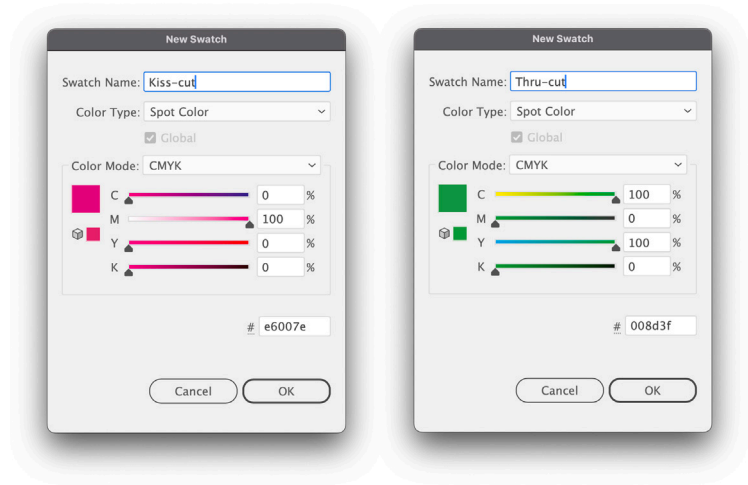 New Swatch
Swatch Name: Kiss-cut
Color Type: Spot Color
Global
Color Mode: CMYK
C 0 %
M 100 %
Y 0 %
K 0 %
# e6007e
Cancel OK
New Swatch
Swatch Name: Thru-cut
Color Type: Spot Color
Global
Color Mode: CMYK
C 100 %
M 0 %
Y 100 %
K 0 %
# 008d3f
Cancel OK